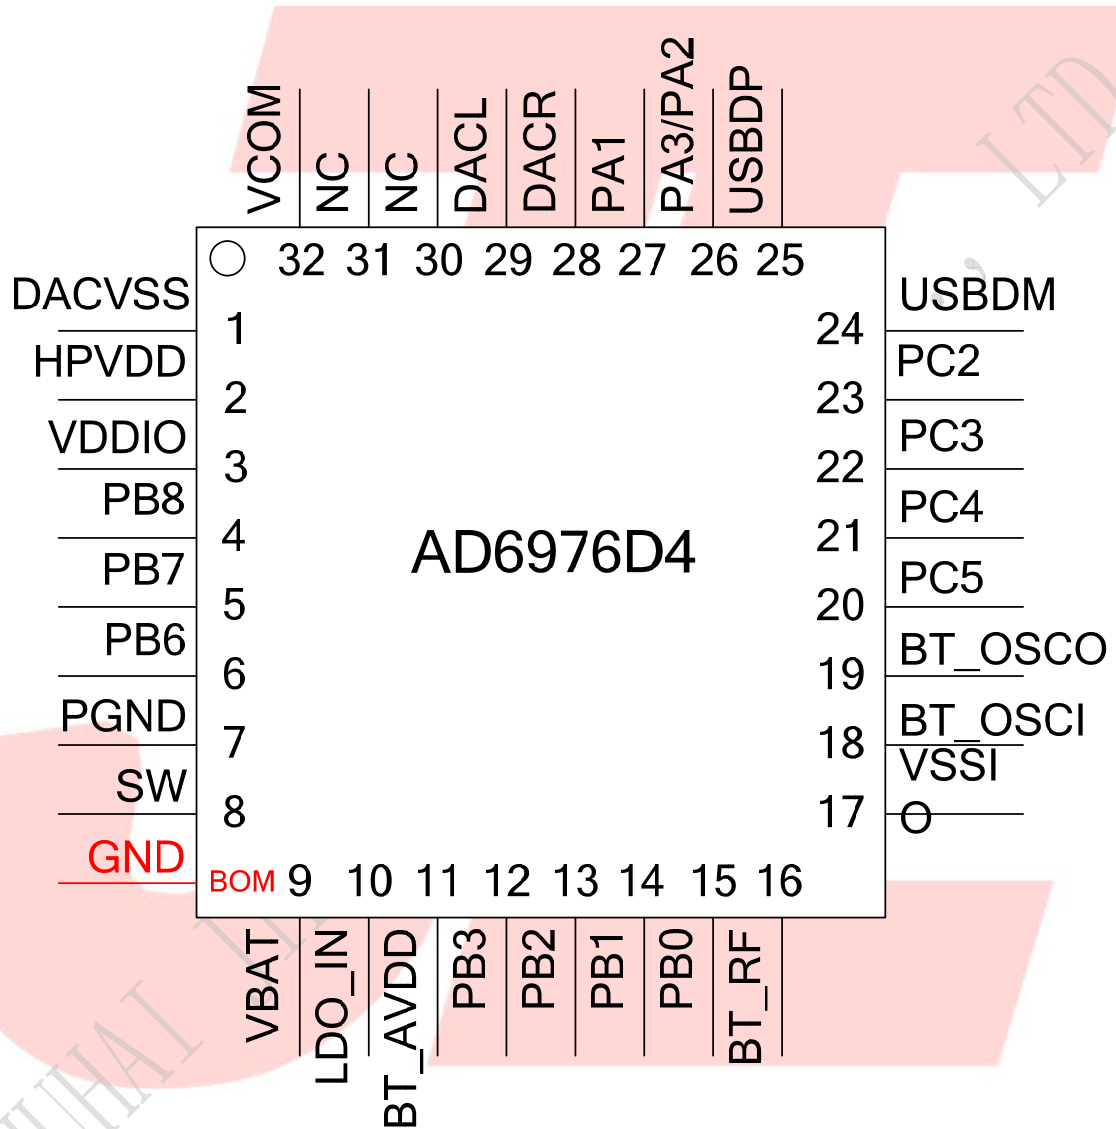 VCOM
NC
NC
DACL
DACR
PA1
PA3/PA2
USBDP
32 31 30 29 28 27 26 25
DACVSS 1
HPVDD 2
VDDIO 3
PB8 4
PB7 5
PB6 6
PGND 7
SW 8
GND BOM
AD6976D4
24 USBDM
23 PC2
22 PC3
21 PC4
20 PC5
19 BT_OSCO
18 BT_OSCI
17 VSSI
O
9 10 11 12 13 14 15 16
VBAT
LDO_IN
BT_AVDD
PB3
PB2
PB1
PB0
BT_RF
LTD